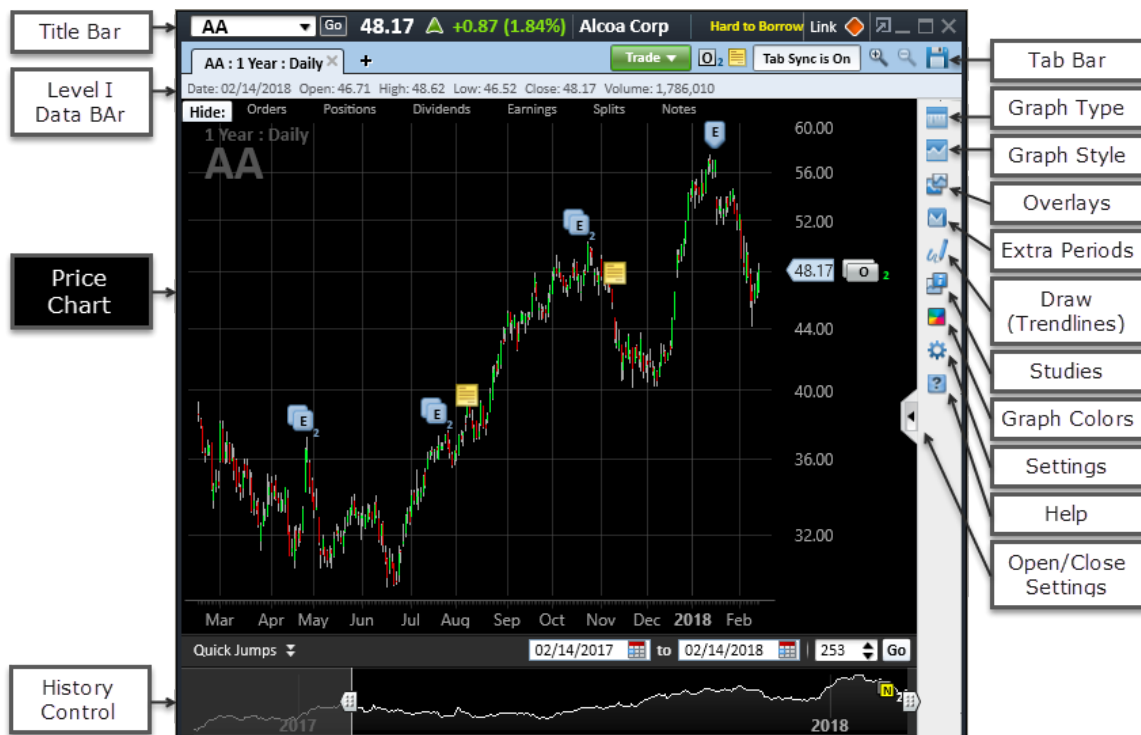 Title Bar
Level I
Data BAr
Price
Chart
History
Control
AA Go 48.17 +0.87 (1.84%) Alcoa Corp Hard to Borrow Link
AA : 1 Year : Daily × + Trade O 2 Tab Sync is On
Date: 02/14/2018 Open: 46.71 High: 48.62 Low: 46.52 Close: 48.17 Volume: 1,786,010
Hide: Orders Positions Dividends Earnings Splits Notes
1 Year : Daily
AA
E
E 2
E 2
E 2
60.00
56.00
52.00
48.17 O 2
44.00
40.00
36.00
32.00
Mar Apr May Jun Jul Aug Sep Oct Nov Dec 2018 Feb
Quick Jumps 02/14/2017 to 02/14/2018 253 Go
N 2
2017 2018
?
Tab Bar
Graph Type
Graph Style
Overlays
Extra Periods
Draw
(Trendlines)
Studies
Graph Colors
Settings
Help
Open/Close
Settings